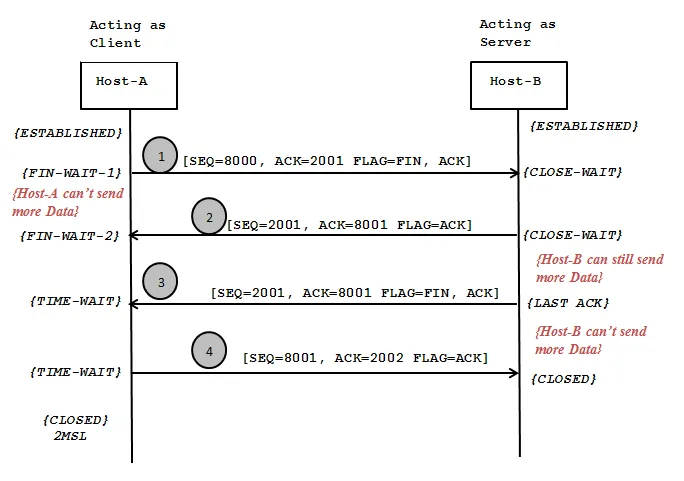 Acting as
Client
Acting as
Server
Host-A
Host-B
{ESTABLISHED}
{ESTABLISHED}
1
[SEQ=8000, ACK=2001 FLAG=FIN, ACK]
{FIN-WAIT-1}
{CLOSE-WAIT}
{Host-A can't send
more Data}
2
[SEQ=2001, ACK=8001 FLAG=ACK]
{FIN-WAIT-2}
{CLOSE-WAIT}
{Host-B can still send
more Data}
3
[SEQ=2001, ACK=8001 FLAG=FIN, ACK]
{TIME-WAIT}
{LAST ACK}
{Host-B can't send
more Data}
4
[SEQ=8001, ACK=2002 FLAG=ACK]
{TIME-WAIT}
{CLOSED}
{CLOSED}
2MSL